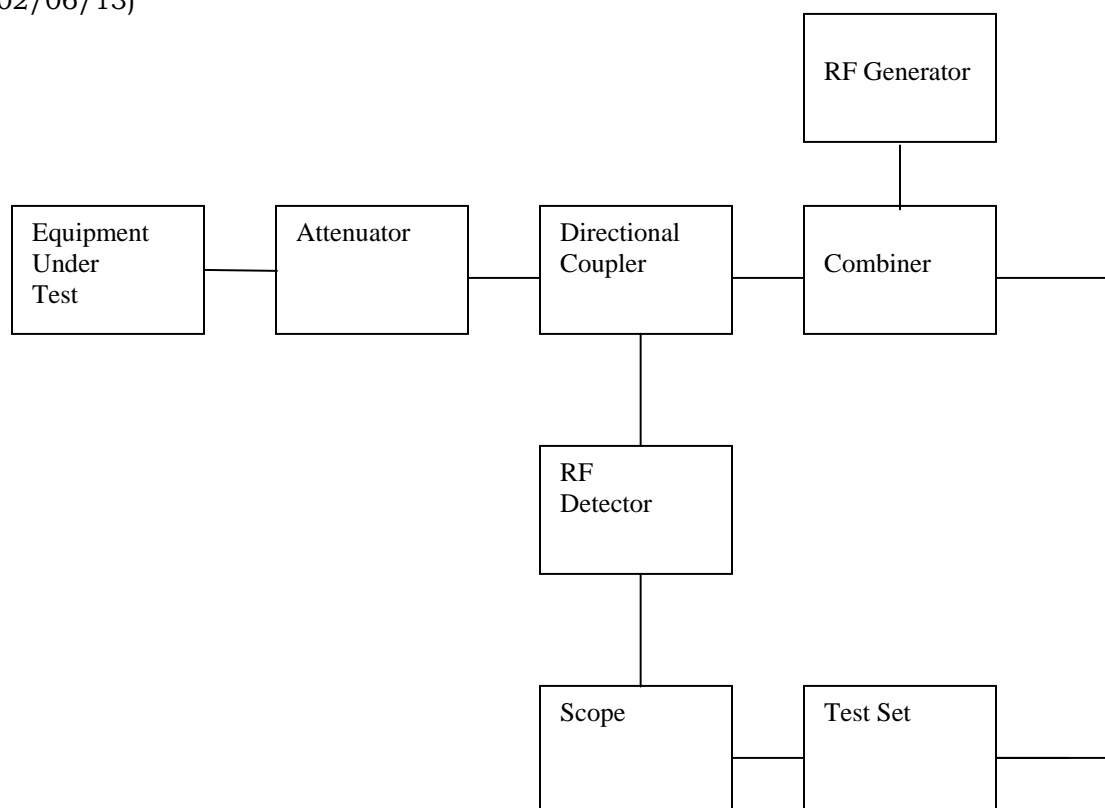 02/06/13)
RF Generator
Equipment
Under
Test
Attenuator
Directional
Coupler
Combiner
RF
Detector
Scope
Test Set